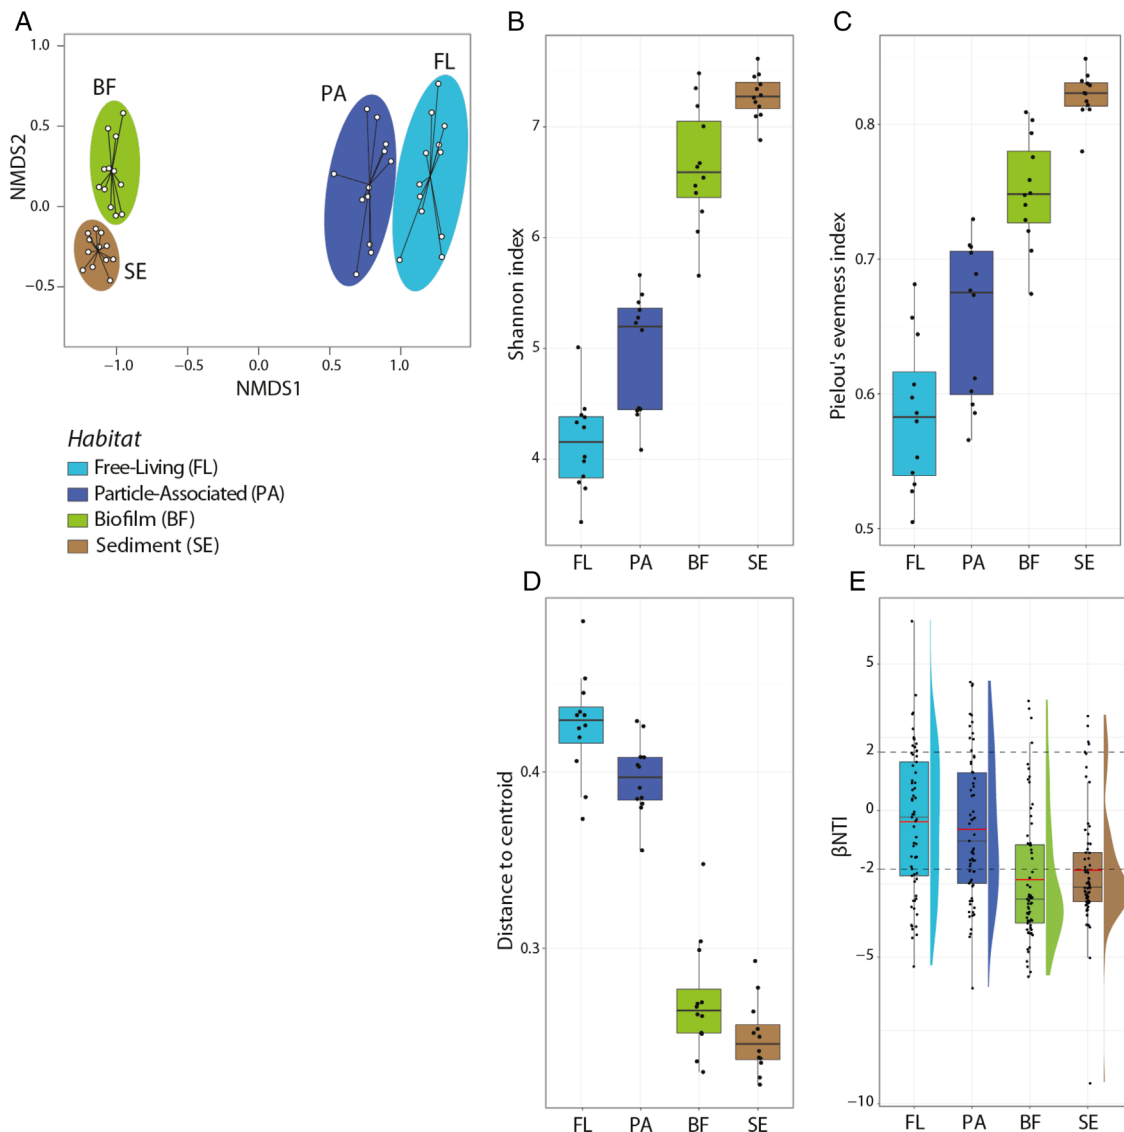 A
1.0
0.5
0.0
−0.5
NMDS2
BF
SE
PA
FL
−1.0
−0.5
0.0
0.5
1.0
NMDS1
Habitat
Free-Living (FL)
Particle-Associated (PA)
Biofilm (BF)
Sediment (SE)
B
Shannon index
7
6
5
4
FL
PA
BF
SE
C
Pielou's evenness index
0.8
0.7
0.6
0.5
FL
PA
BF
SE
D
Distance to centroid
0.4
0.3
FL
PA
BF
SE
E
βNTI
5
2
0
-2
−5
−10
FL
PA
BF
SE